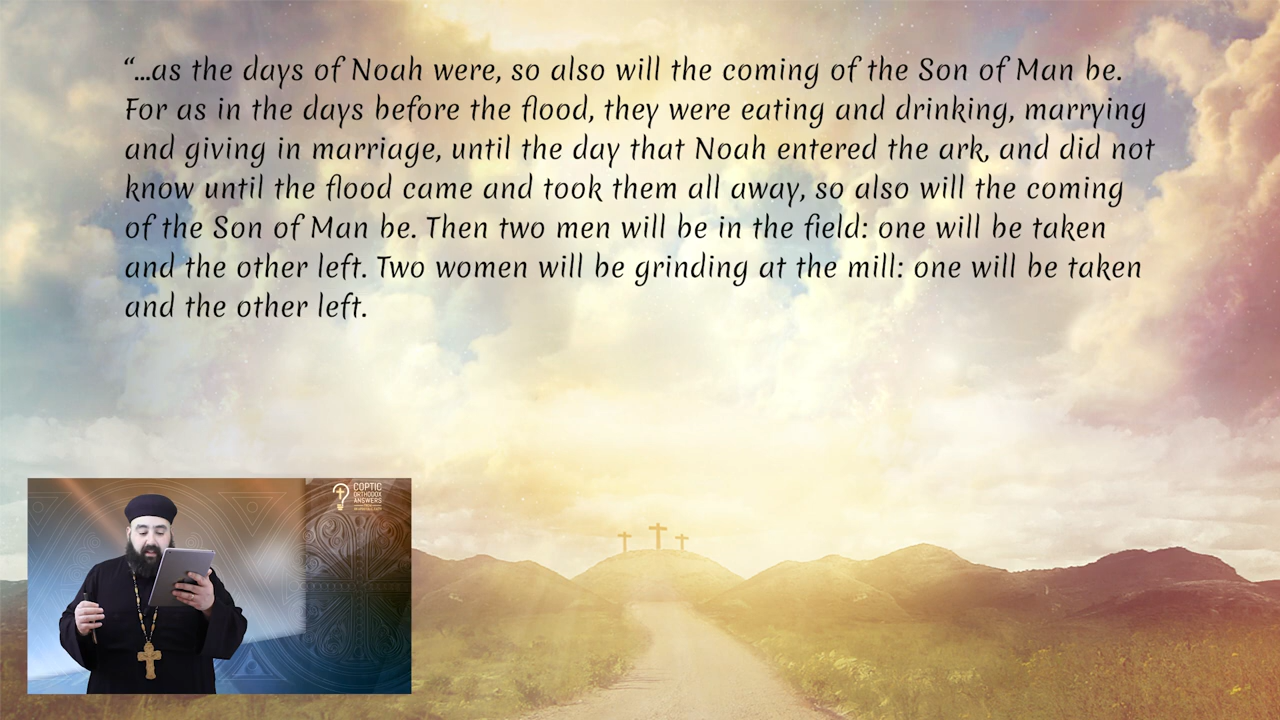 “...as the days of Noah were, so also will the coming of the Son of Man be.
For as in the days before the flood, they were eating and drinking, marrying
and giving in marriage, until the day that Noah entered the ark, and did not
know until the flood came and took them all away, so also will the coming
of the Son of Man be. Then two men will be in the field: one will be taken
and the other left. Two women will be grinding at the mill: one will be taken
and the other left.
COPTIC
ORTHODOX
ANSWERS